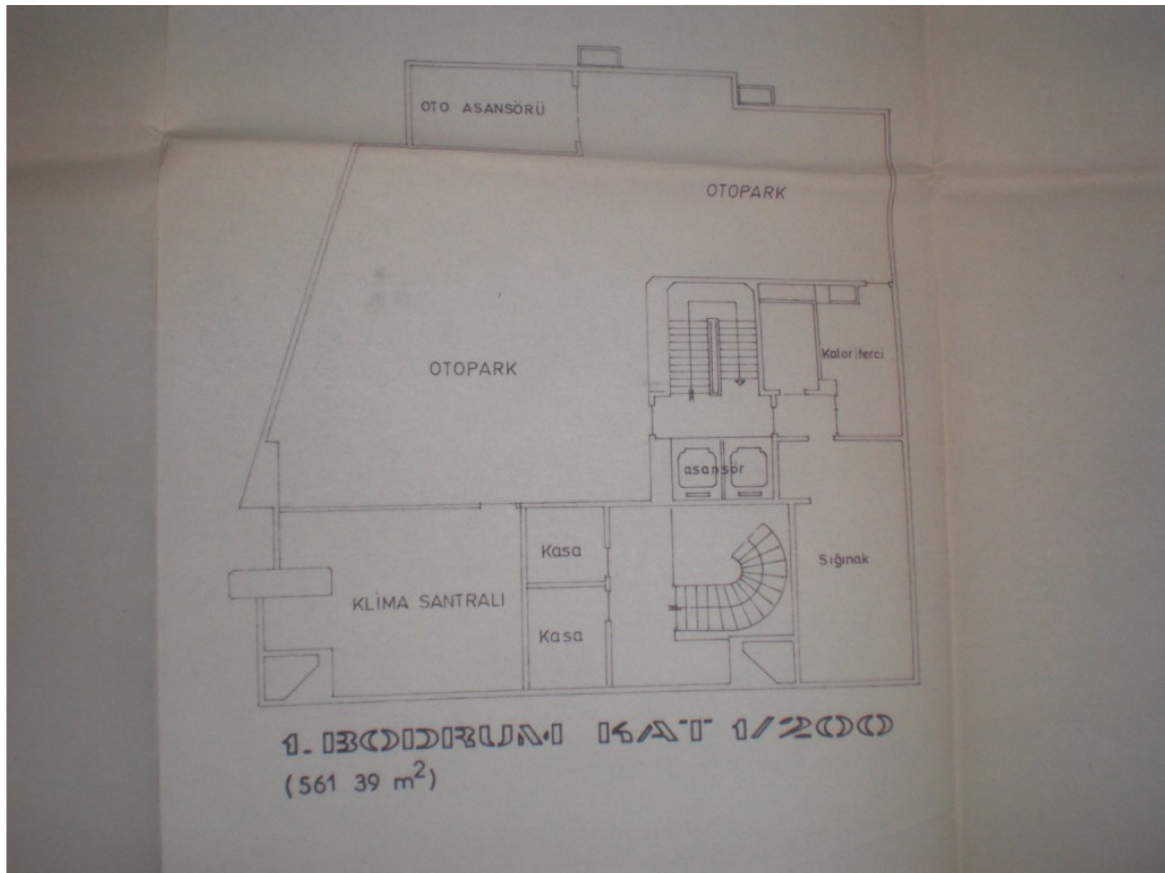 OTO ASANSÖRÜ
OTOPARK
Kaloriferci
OTOPARK
asansör
Kasa
Sığınak
KLİMA SANTRALI
Kasa
1. BODRUM KAT 1/200
(561 39 m²)